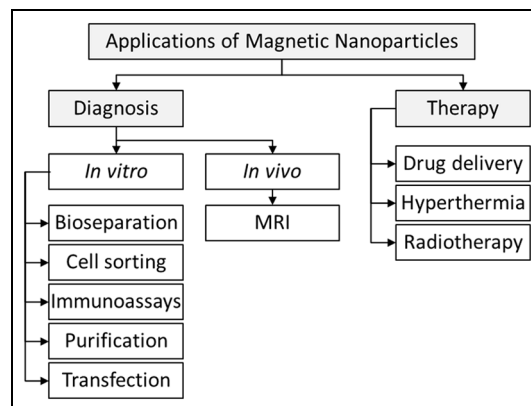 Applications of Magnetic Nanoparticles
Diagnosis
Therapy
In vitro
In vivo
Drug delivery
Hyperthermia
Radiotherapy
MRI
Bioseparation
Cell sorting
Immunoassays
Purification
Transfection